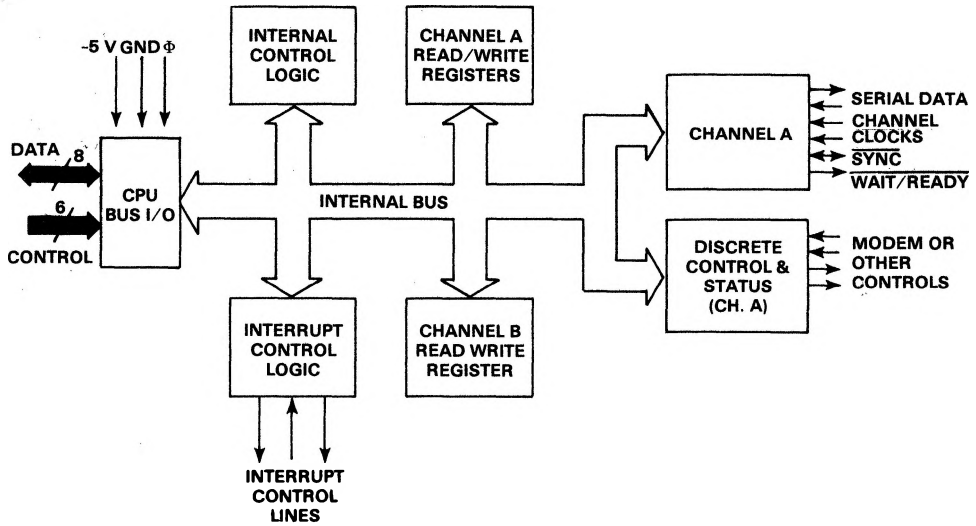 -5 V GND Φ
DATA
8
6
CONTROL
CPU
BUS I/O
INTERNAL
CONTROL
LOGIC
CHANNEL A
READ/WRITE
REGISTERS
INTERNAL BUS
INTERRUPT
CONTROL
LOGIC
INTERRUPT
CONTROL
LINES
CHANNEL B
READ WRITE
REGISTER
CHANNEL A
SERIAL DATA
CHANNEL
CLOCKS
SYNC
WAIT/READY
DISCRETE
CONTROL &
STATUS
(CH. A)
MODEM OR
OTHER
CONTROLS